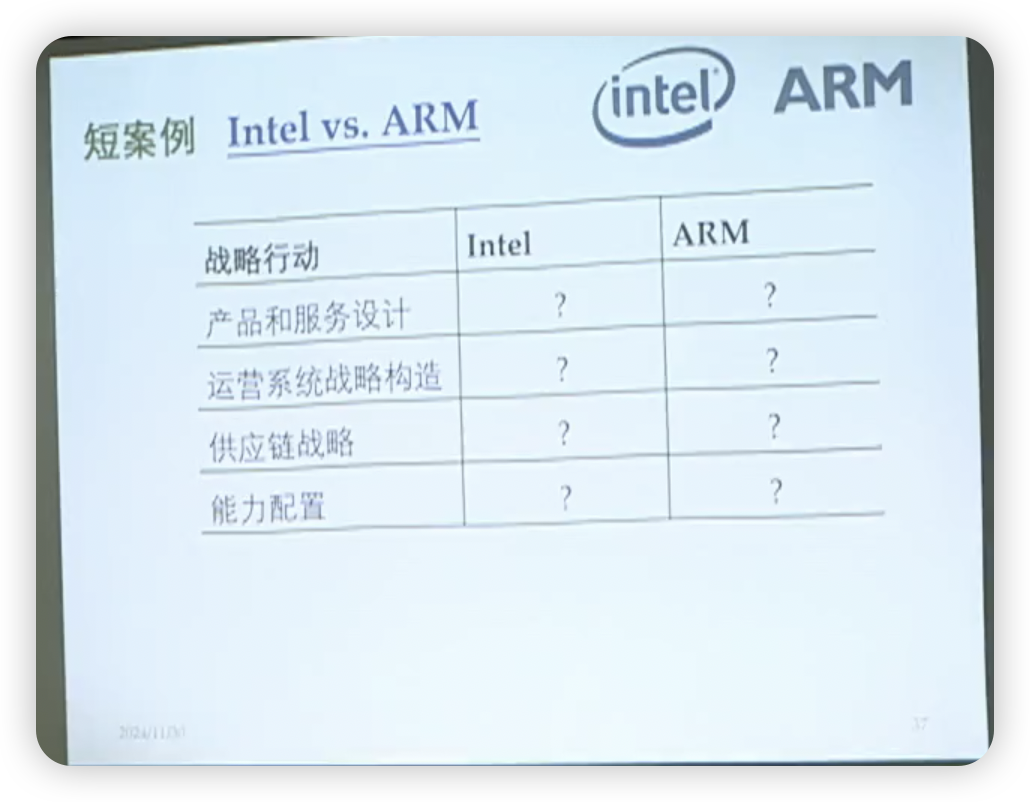 短案例 Intel vs. ARM intel ARM
战略行动 Intel ARM
产品和服务设计 ? ?
运营系统战略构造 ? ?
供应链战略 ? ?
能力配置 ? ?
2024/11/30 37